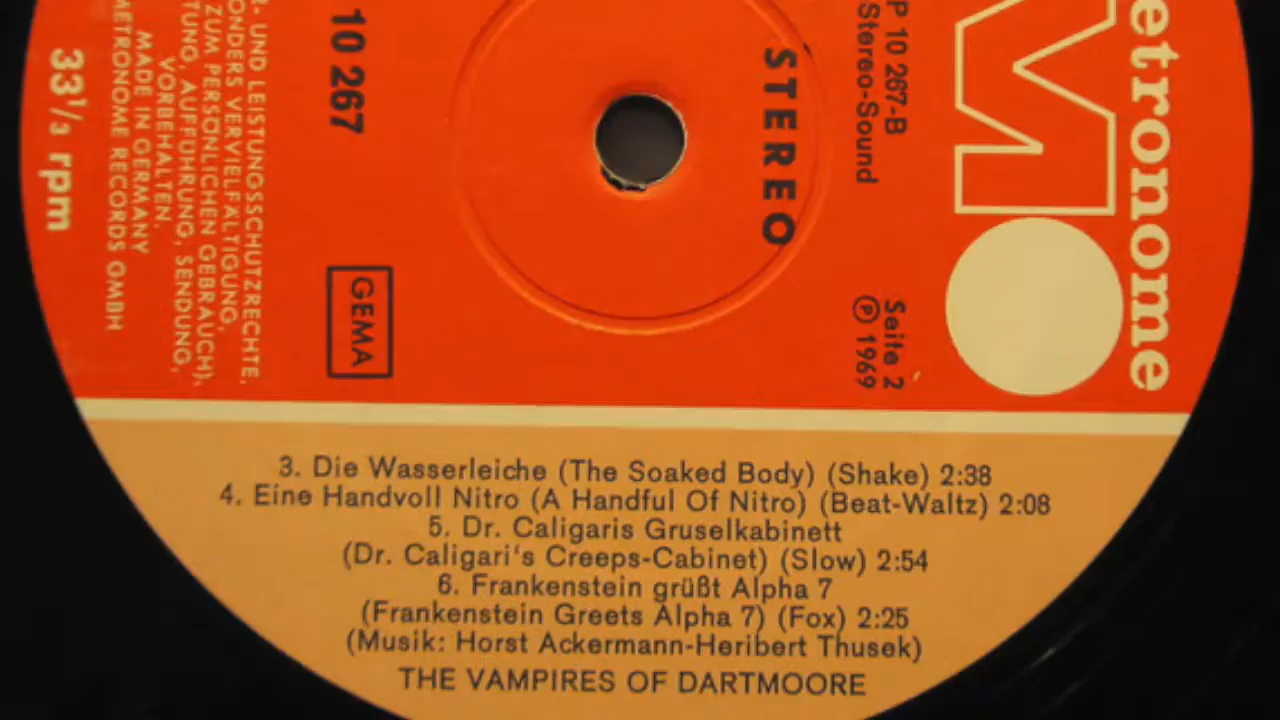 etronome
P 10 267-B
Stereo-Sound
Seite 2
℗ 1969
STEREO
10 267
GEMA
UND LEISTUNGSSCHUTZRECHTE.
VERVIELFÄLTIGUNG,
ZUM PERSÖNLICHEN GEBRAUCH),
AUFFÜHRUNG, SENDUNG,
VORBEHALTEN.
MADE IN GERMANY
METRONOME RECORDS GMBH
33 1/3 rpm
3. Die Wasserleiche (The Soaked Body) (Shake) 2:38
4. Eine Handvoll Nitro (A Handful Of Nitro) (Beat-Waltz) 2:08
5. Dr. Caligaris Gruselkabinett
(Dr. Caligari's Creeps-Cabinet) (Slow) 2:54
6. Frankenstein grüßt Alpha 7
(Frankenstein Greets Alpha 7) (Fox) 2:25
(Musik: Horst Ackermann-Heribert Thusek)
THE VAMPIRES OF DARTMOORE